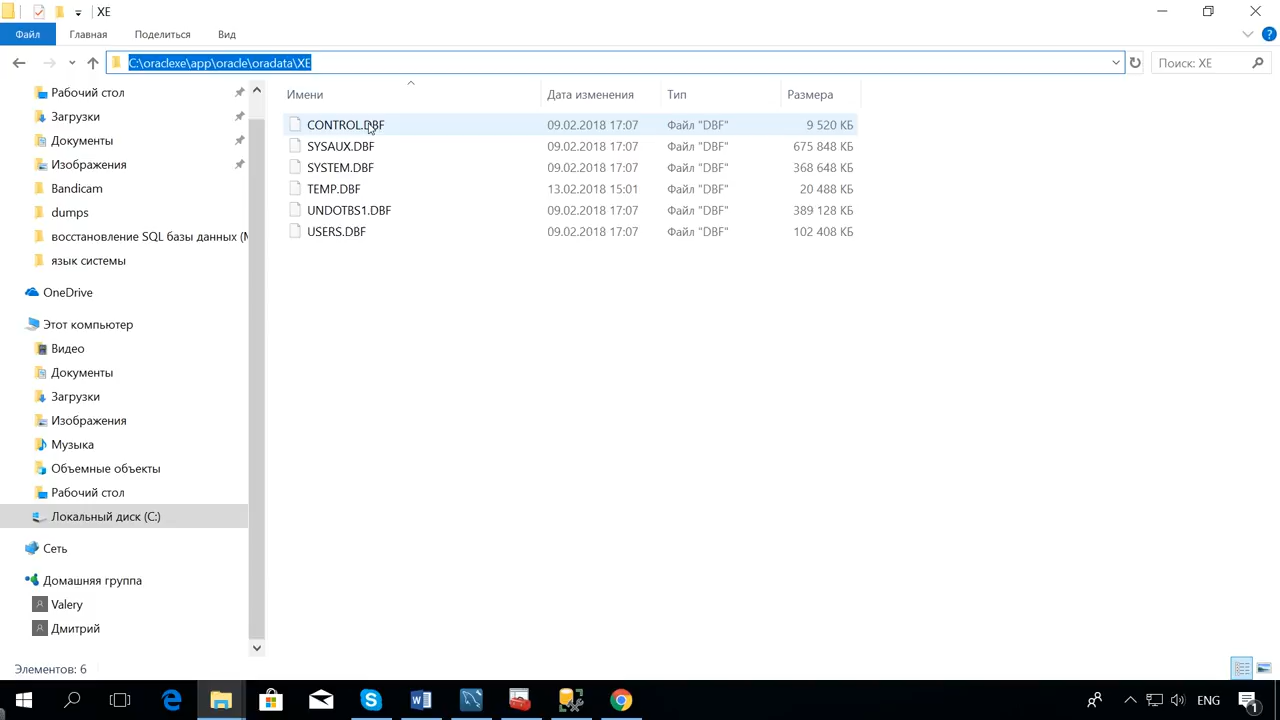 XE
Файл Главная Поделиться Вид
C:\oraclexe\app\oracle\oradata\XE Поиск: XE
Рабочий стол
Загрузки
Документы
Изображения
Bandicam
dumps
восстановление SQL базы данных (М
язык системы
OneDrive
Этот компьютер
Видео
Документы
Загрузки
Изображения
Музыка
Объемные объекты
Рабочий стол
Локальный диск (C:)
Сеть
Домашняя группа
Valery
Дмитрий
Имени Дата изменения Тип Размера
CONTROL.DBF 09.02.2018 17:07 Файл "DBF" 9 520 КБ
SYSAUX.DBF 09.02.2018 17:07 Файл "DBF" 675 848 КБ
SYSTEM.DBF 09.02.2018 17:07 Файл "DBF" 368 648 КБ
TEMP.DBF 13.02.2018 15:01 Файл "DBF" 20 488 КБ
UNDOTBS1.DBF 09.02.2018 17:07 Файл "DBF" 389 128 КБ
USERS.DBF 09.02.2018 17:07 Файл "DBF" 102 408 КБ
Элементов: 6
ENG
1